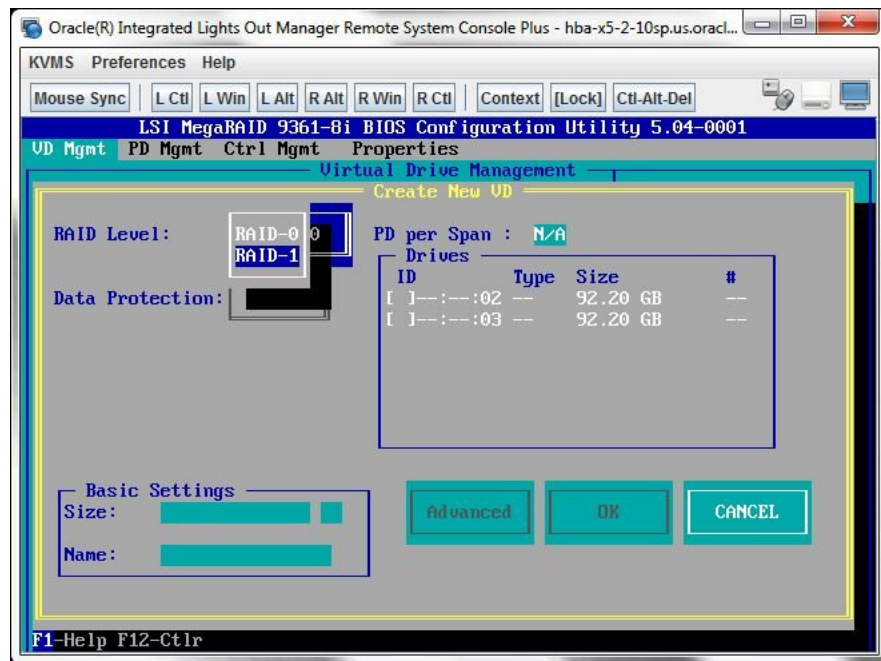 Oracle(R) Integrated Lights Out Manager Remote System Console Plus - hba-x5-2-10sp.us.oracl...
KVMS Preferences Help
Mouse Sync L Ctl L Win L Alt R Alt R Win R Ctl Context [Lock] Ctl-Alt-Del
LSI MegaRAID 9361-8i BIOS Configuration Utility 5.04-0001
VD Mgmt PD Mgmt Ctrl Mgmt Properties
Virtual Drive Management
Create New VD
RAID Level: RAID-0 0 PD per Span : N/A
RAID-1 Drives
ID Type Size #
Data Protection: [ ]--:--:02 -- 92.20 GB --
[ ]--:--:03 -- 92.20 GB --
Basic Settings
Size: Advanced OK CANCEL
Name:
F1-Help F12-Ctlr